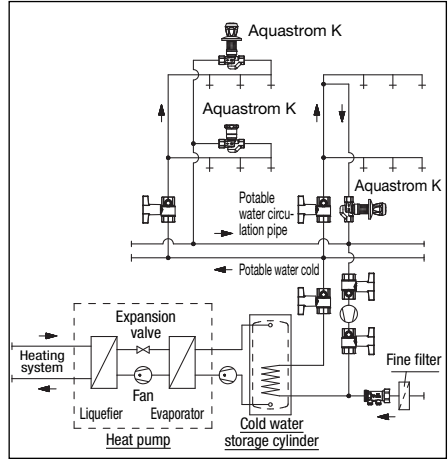 Aquastrom K
Aquastrom K
Aquastrom K
Potable
water circu-
lation pipe
Potable water cold
Expansion
valve
Heating
system
Fan
Liquefier
Evaporator
Heat pump
Cold water
storage cylinder
Fine filter